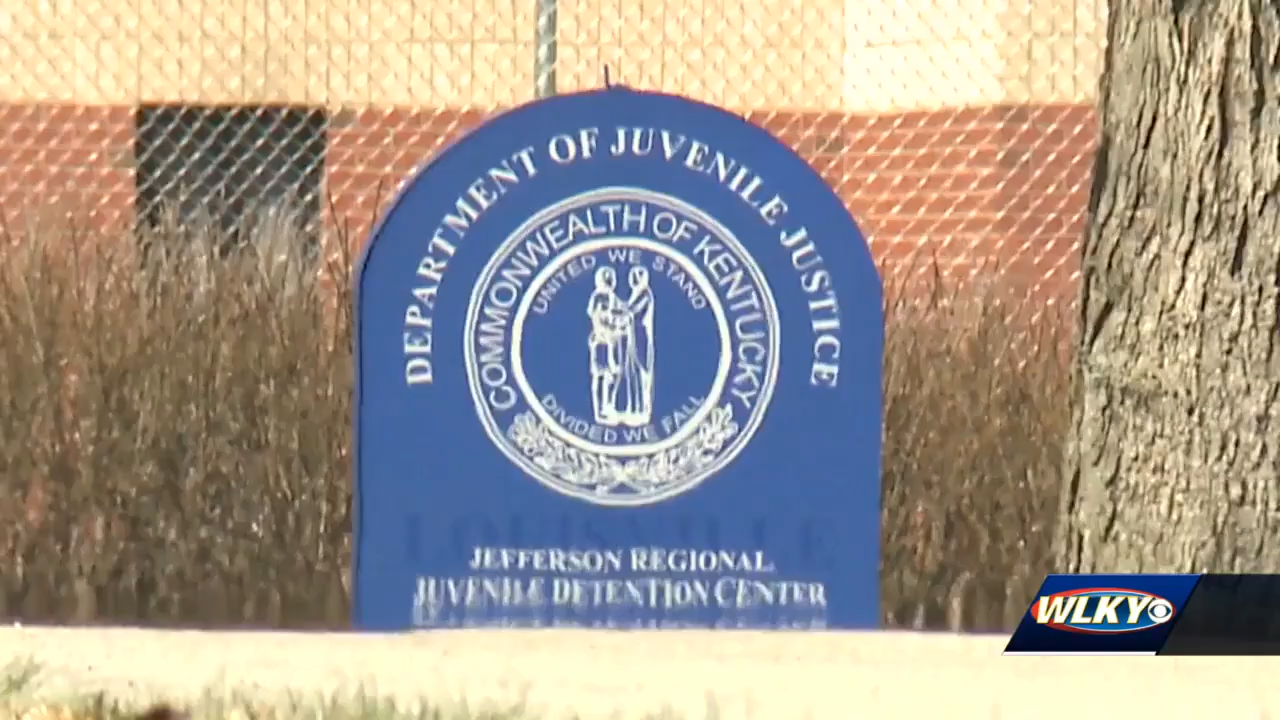 DEPARTMENT OF JUVENILE JUSTICE
COMMONWEALTH OF KENTUCKY
UNITED WE STAND
DIVIDED WE FALL
LOUISVILLE
JEFFERSON REGIONAL
JUVENILE DETENTION CENTER
WLKY